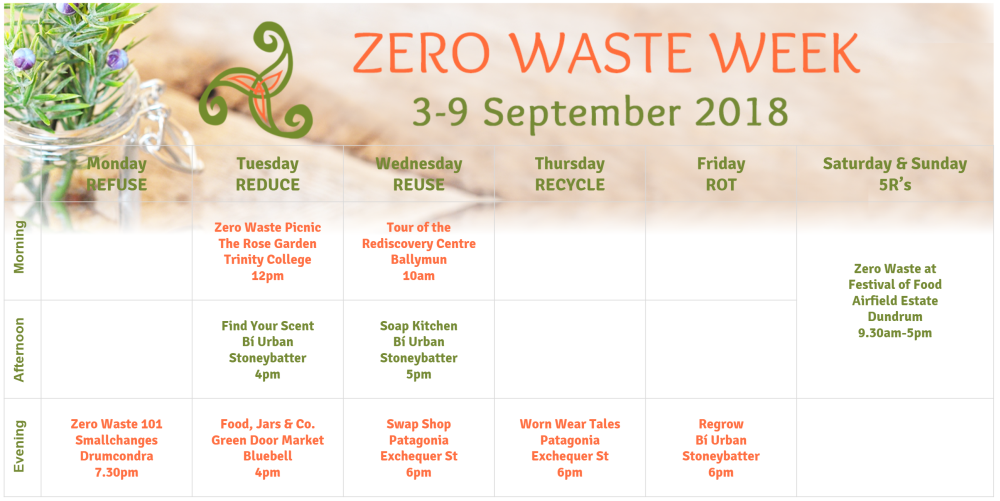 ZERO WASTE WEEK
3-9 September 2018
Monday
REFUSE
Tuesday
REDUCE
Wednesday
REUSE
Thursday
RECYCLE
Friday
ROT
Saturday & Sunday
5R's
Morning
Zero Waste Picnic
The Rose Garden
Trinity College
12pm
Tour of the
Rediscovery Centre
Ballymun
10am
Zero Waste at
Festival of Food
Airfield Estate
Dundrum
9.30am-5pm
Afternoon
Find Your Scent
Bí Urban
Stoneybatter
4pm
Soap Kitchen
Bí Urban
Stoneybatter
5pm
Evening
Zero Waste 101
Smallchanges
Drumcondra
7.30pm
Food, Jars & Co.
Green Door Market
Bluebell
4pm
Swap Shop
Patagonia
Exchequer St
6pm
Worn Wear Tales
Patagonia
Exchequer St
6pm
Regrow
Bí Urban
Stoneybatter
6pm